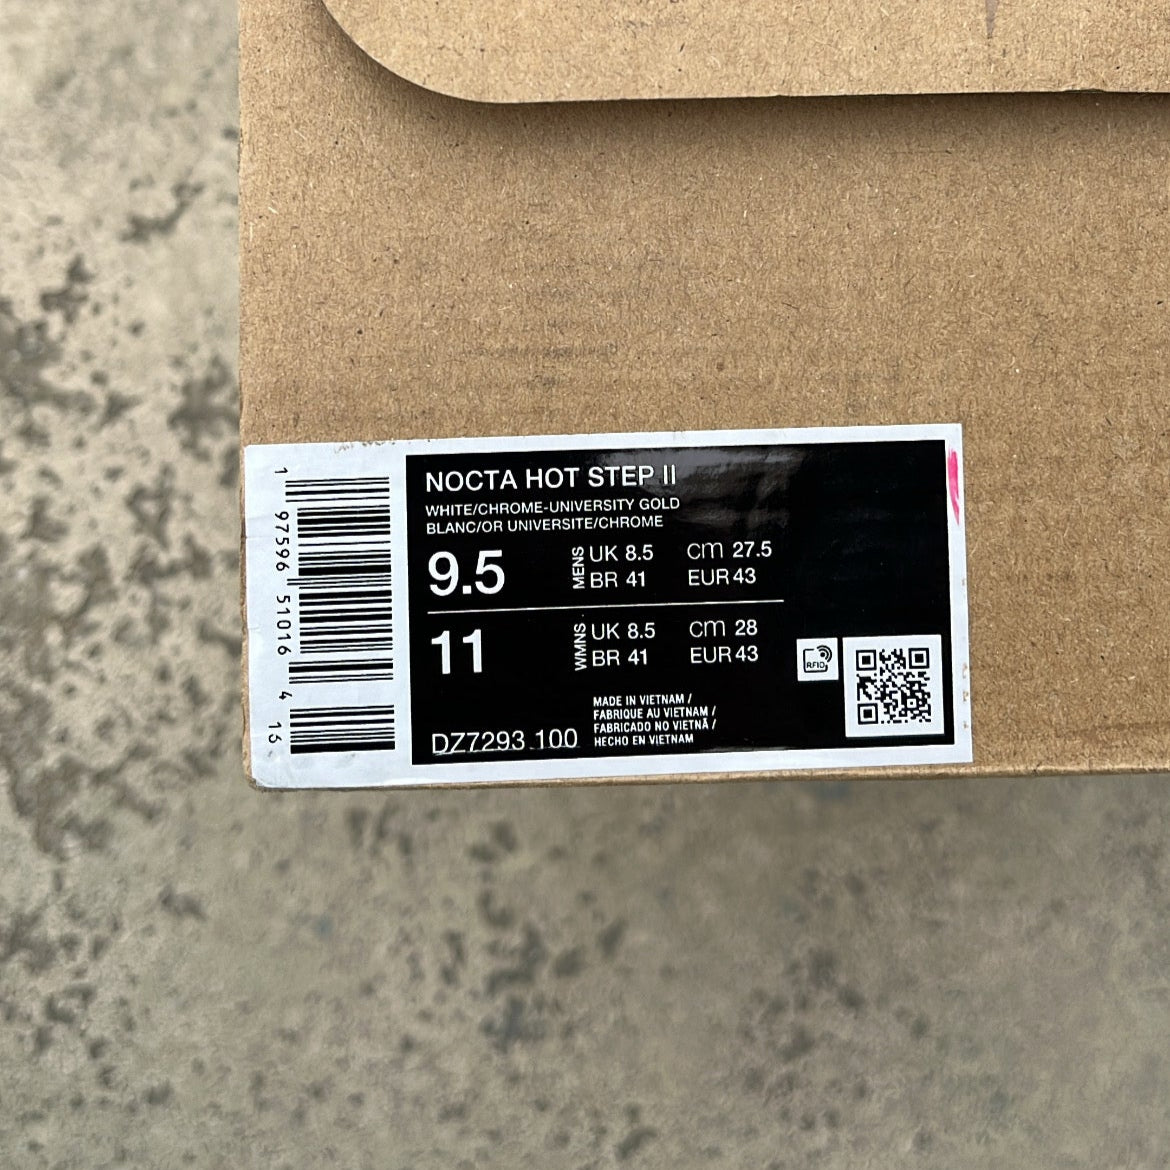 1 97596 51016 4 16
NOCTA HOT STEP II
WHITE/CHROME-UNIVERSITY GOLD
BLANC/OR UNIVERSITE/CHROME
9.5 MENS UK 8.5 cm 27.5
BR 41 EUR 43
11 WMNS UK 8.5 cm 28
BR 41 EUR 43
RFID
MADE IN VIETNAM /
FABRIQUE AU VIETNAM /
FABRICADO NO VIETNÃ /
HECHO EN VIETNAM
DZ7293 100